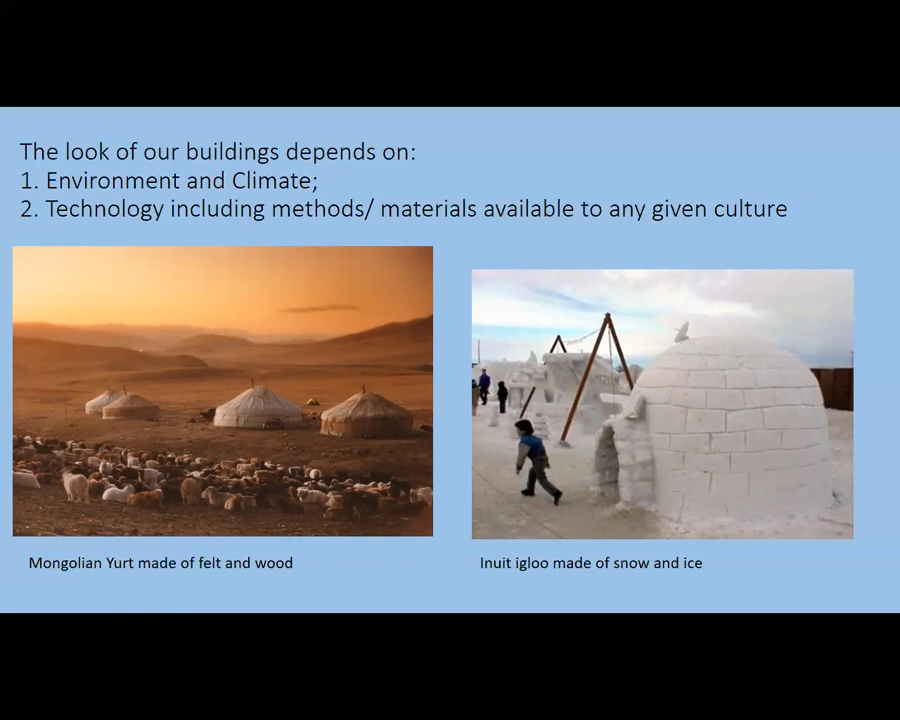 The look of our buildings depends on:
1. Environment and Climate;
2. Technology including methods/ materials available to any given culture
Mongolian Yurt made of felt and wood
Inuit igloo made of snow and ice